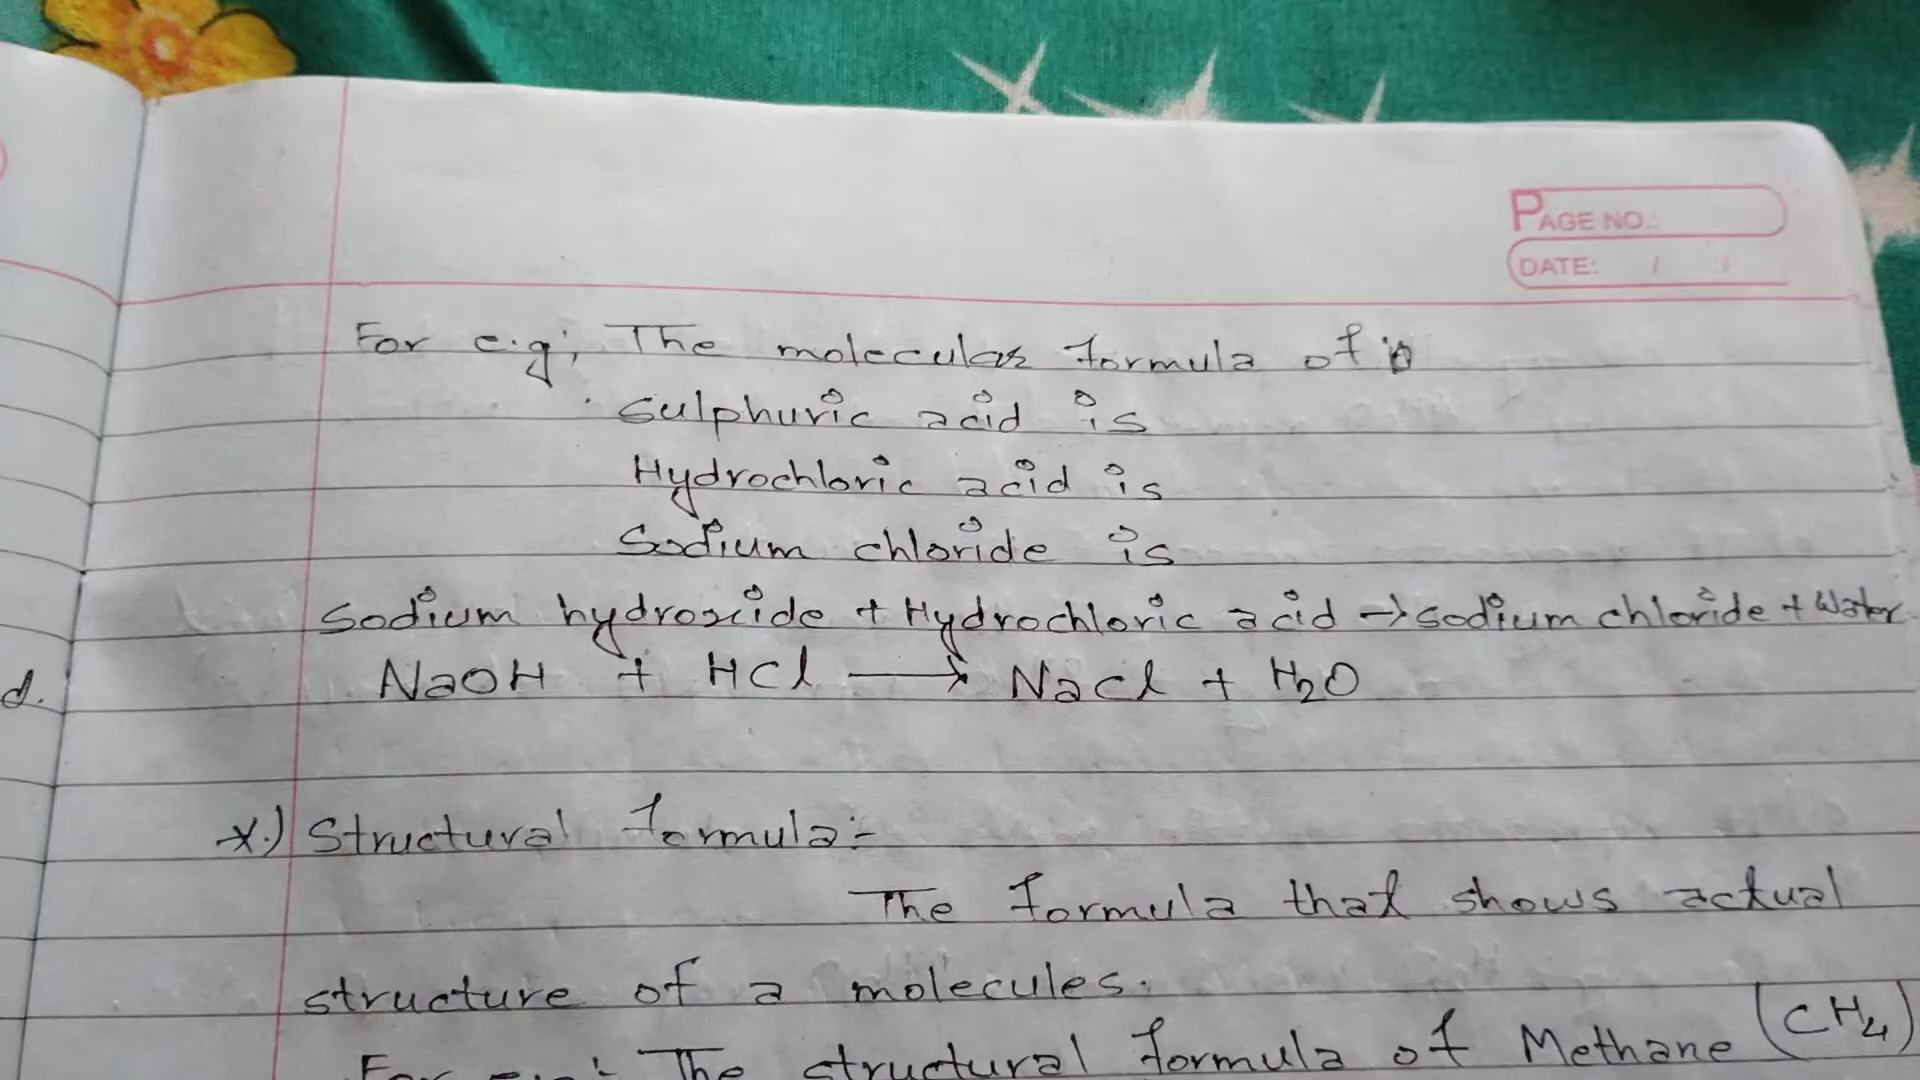 PAGE NO.:
DATE: / /
For e.g; The molecular formula of
Sulphuric acid is
Hydrochloric acid is
Sodium chloride is
Sodium hydroxide + Hydrochloric acid → sodium chloride + Water
NaOH + HCl → NaCl + H₂O
d.
*.) Structural formula:-
The formula that shows actual
structure of a molecules.
For e.g: The structural formula of Methane (CH₄)